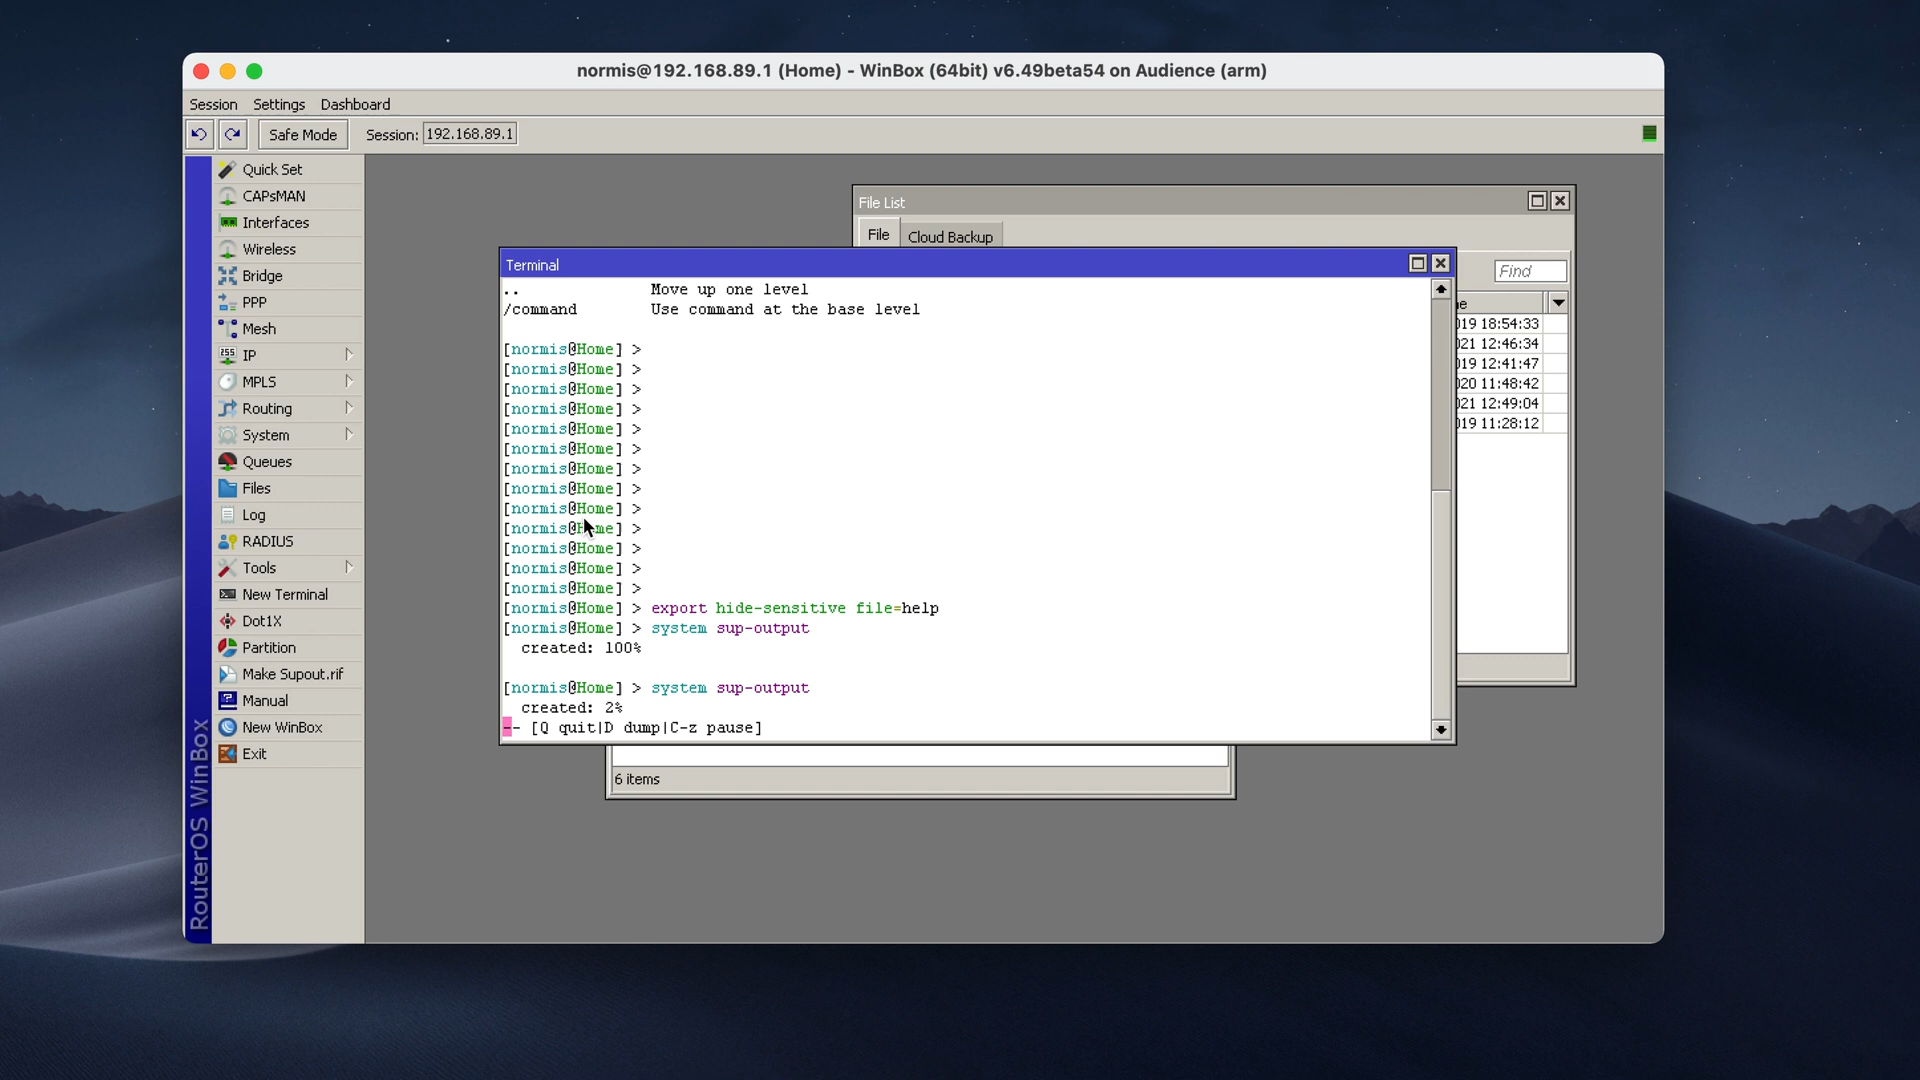 normis@192.168.89.1 (Home) - WinBox (64bit) v6.49beta54 on Audience (arm)
Session Settings Dashboard
Safe Mode Session: 192.168.89.1
Quick Set
CAPsMAN
Interfaces
Wireless
Bridge
PPP
Mesh
255 IP
MPLS
Routing
System
Queues
Files
Log
RADIUS
Tools
New Terminal
Dot1X
Partition
Make Supout.rif
Manual
New WinBox
Exit
RouterOS WinBox
File List
File Cloud Backup
Find
19 18:54:33
021 12:46:34
019 12:41:47
020 11:48:42
021 12:49:04
019 11:28:12
Terminal
.. Move up one level
/command Use command at the base level
[normis@Home] >
[normis@Home] >
[normis@Home] >
[normis@Home] >
[normis@Home] >
[normis@Home] >
[normis@Home] >
[normis@Home] >
[normis@Home] >
[normis@Home] >
[normis@Home] >
[normis@Home] >
[normis@Home] >
[normis@Home] > export hide-sensitive file=help
[normis@Home] > system sup-output
created: 100%
[normis@Home] > system sup-output
created: 2%
-- [Q quit|D dump|C-z pause]
6 items